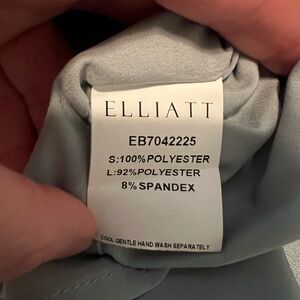 ELLIATT
EB7042225
S:100%POLYESTER
L:92%POLYESTER
8% SPANDEX
COOL GENTLE HAND WASH SEPARATELY